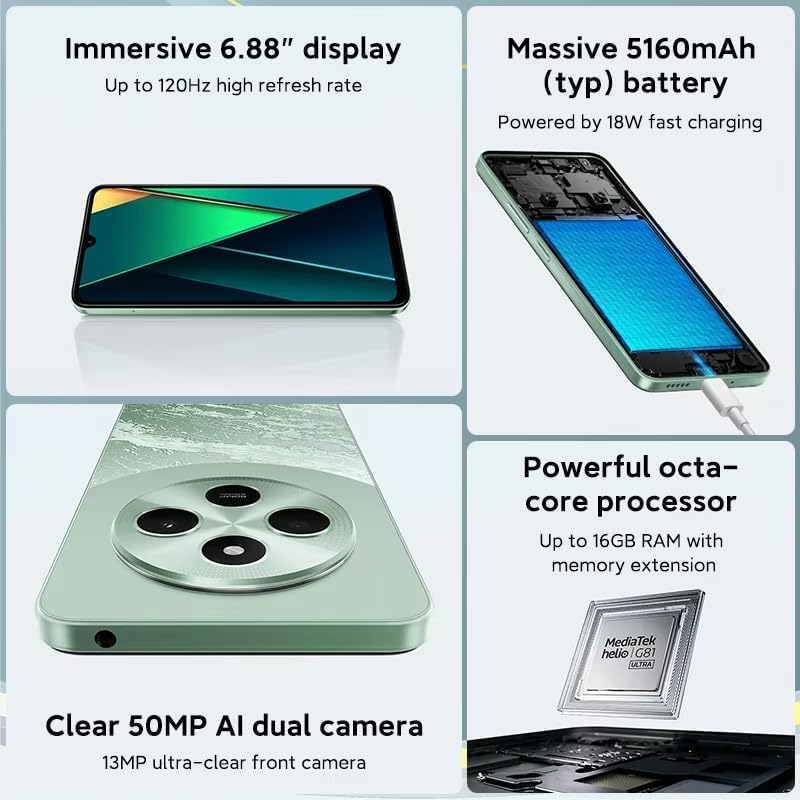 Immersive 6.88" display
Up to 120Hz high refresh rate
Massive 5160mAh
(typ) battery
Powered by 18W fast charging
Clear 50MP AI dual camera
13MP ultra-clear front camera
Powerful octa-
core processor
Up to 16GB RAM with
memory extension
MediaTek
helio | G81
ULTRA